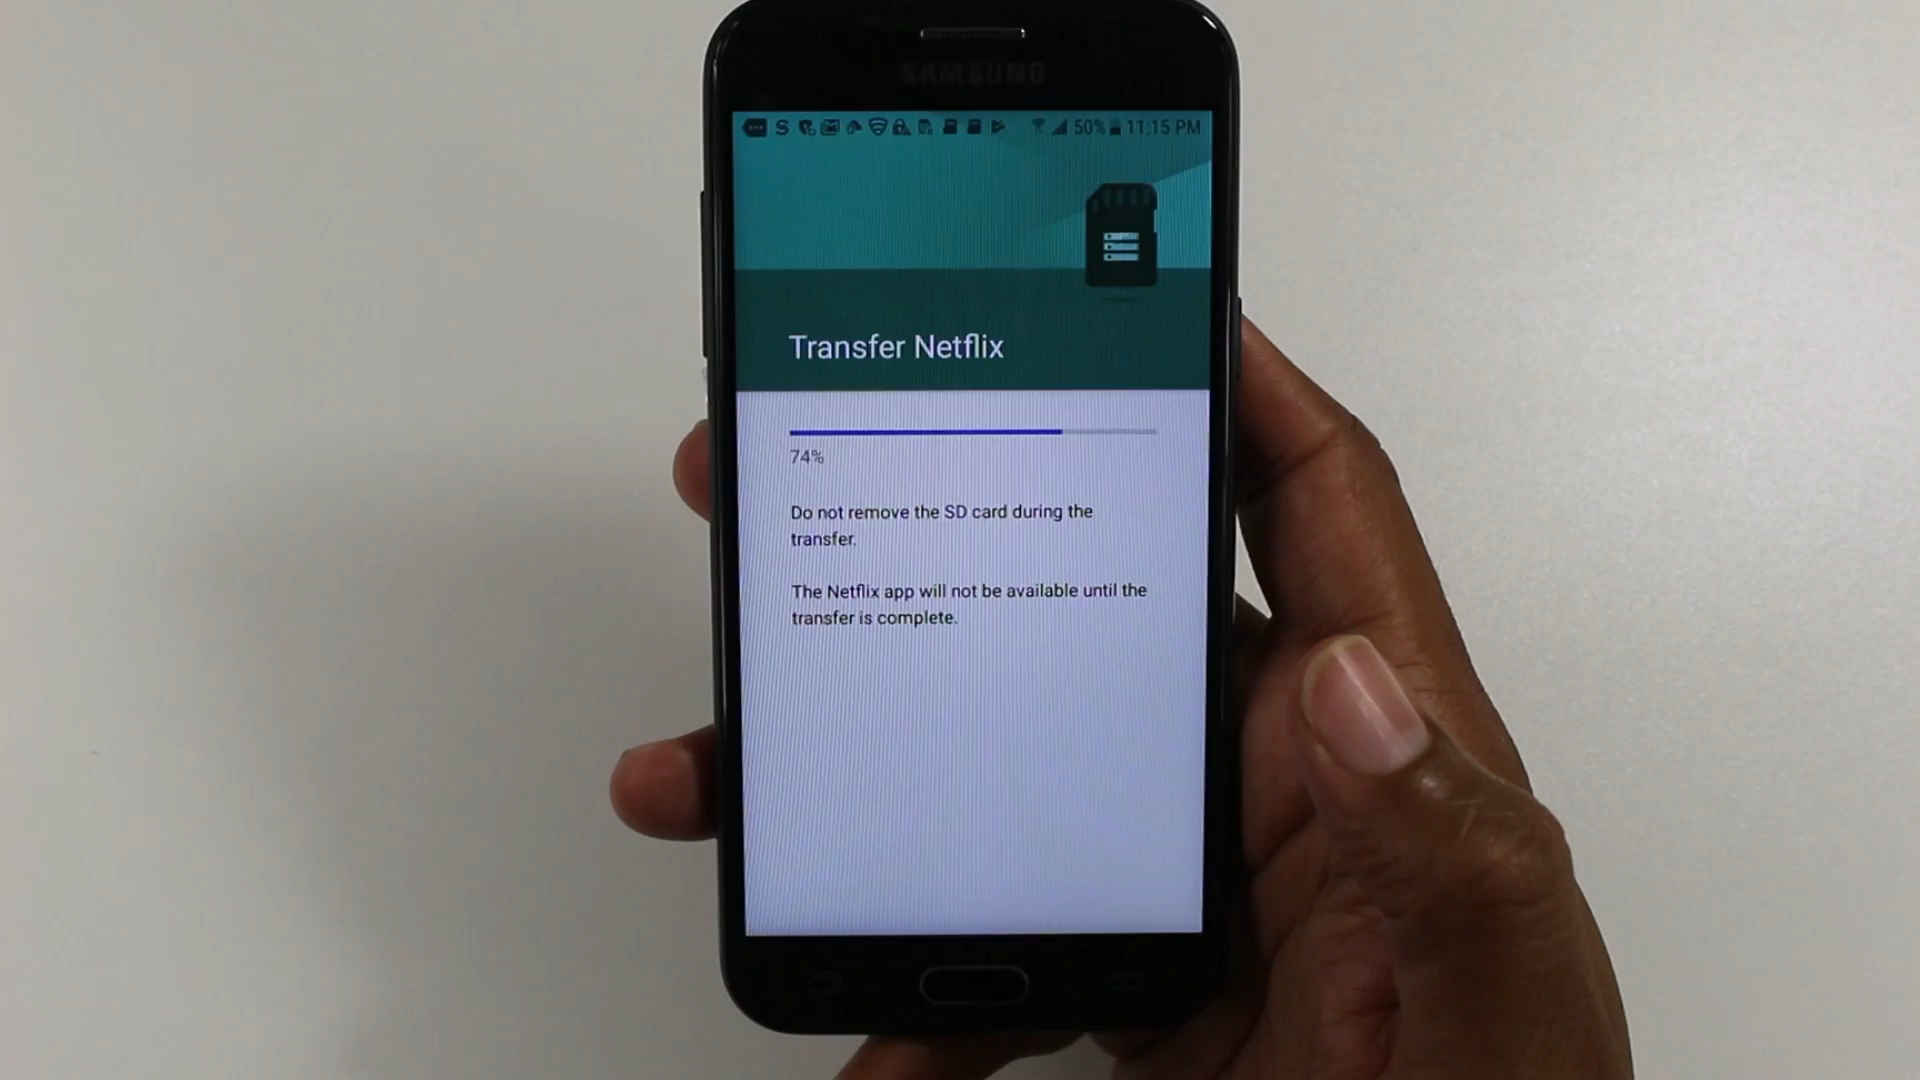 SAMSUNG
50% 11:15 PM
Transfer Netflix
74%
Do not remove the SD card during the
transfer.
The Netflix app will not be available until the
transfer is complete.